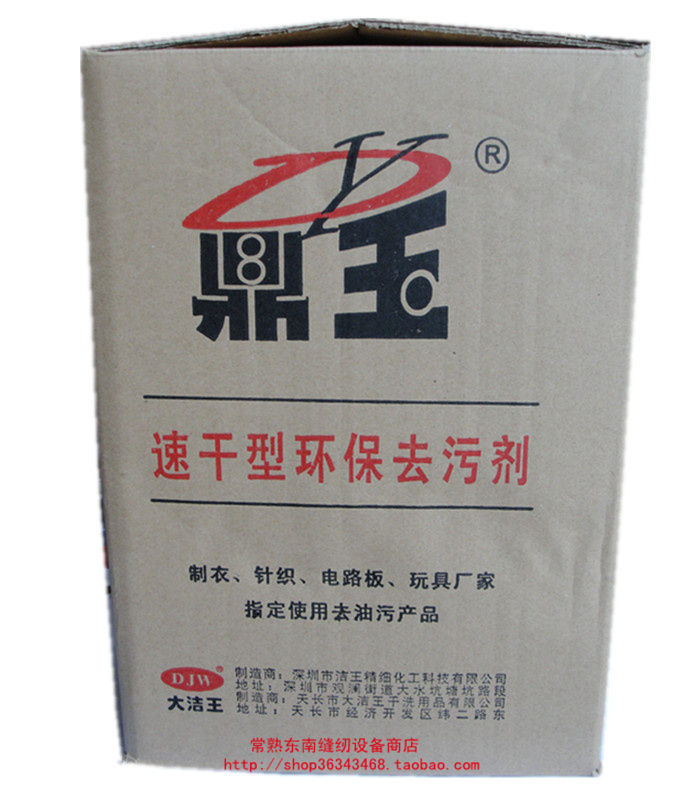 Y
®
鼎玉
速干型环保去污剂
制衣、针织、电路板、玩具厂家
指定使用去油污产品
DJW®
大洁王
制造商：深圳市洁王精细化工科技有限公司
地址：深圳市观澜街道大水坑塘坑路段
制造商：天长市大洁王干洗用品有限公司
地址：天长市经济开发区纬二路东
常熟东南缝纫设备商店
http://shop36343468.taobao.com